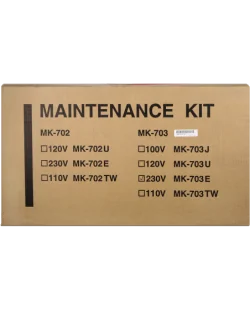 MAINTENANCE KIT
MK-702 MK-703
☐120V MK-702U ☐100V MK-703J
☐230V MK-702E ☐120V MK-703U
☐110V MK-702TW ☑230V MK-703E
☐110V MK-703TW